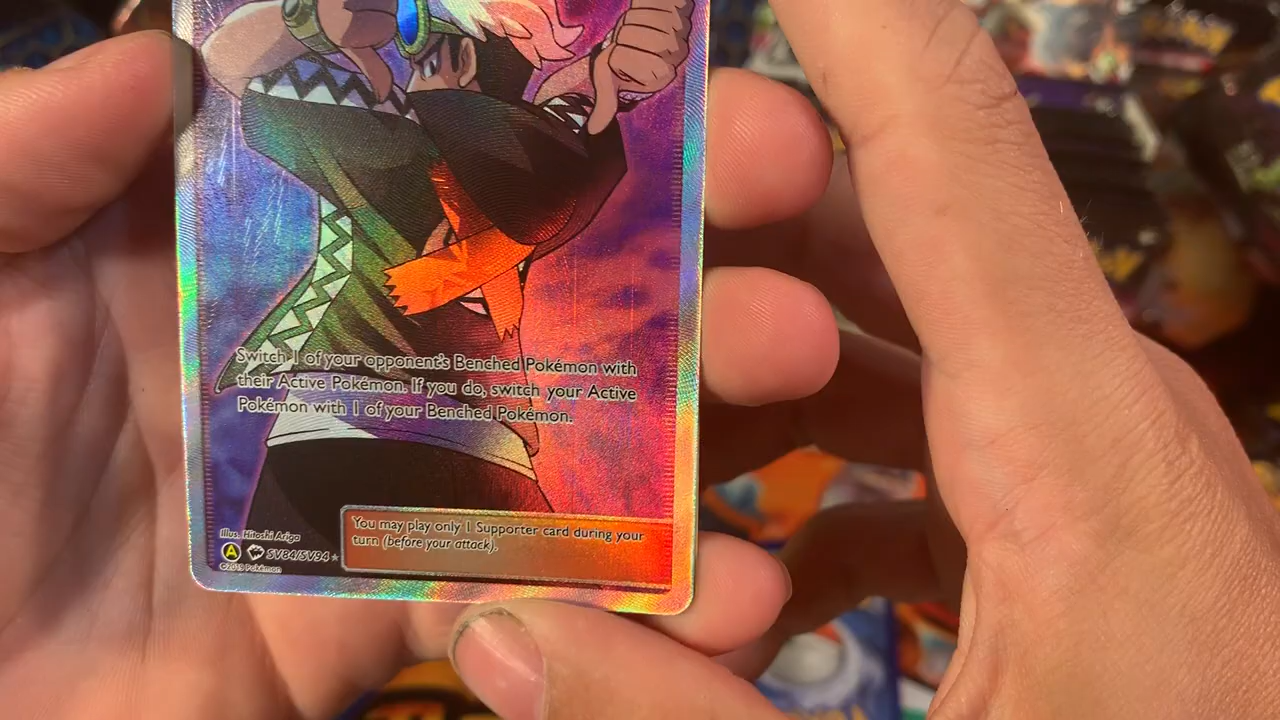 Switch 1 of your opponent's Benched Pokémon with
their Active Pokémon. If you do, switch your Active
Pokémon with 1 of your Benched Pokémon.
You may play only 1 Supporter card during your
turn (before your attack).
Illus. Hitoshi Ariga
A SV84/SV94
©2019 Pokémon